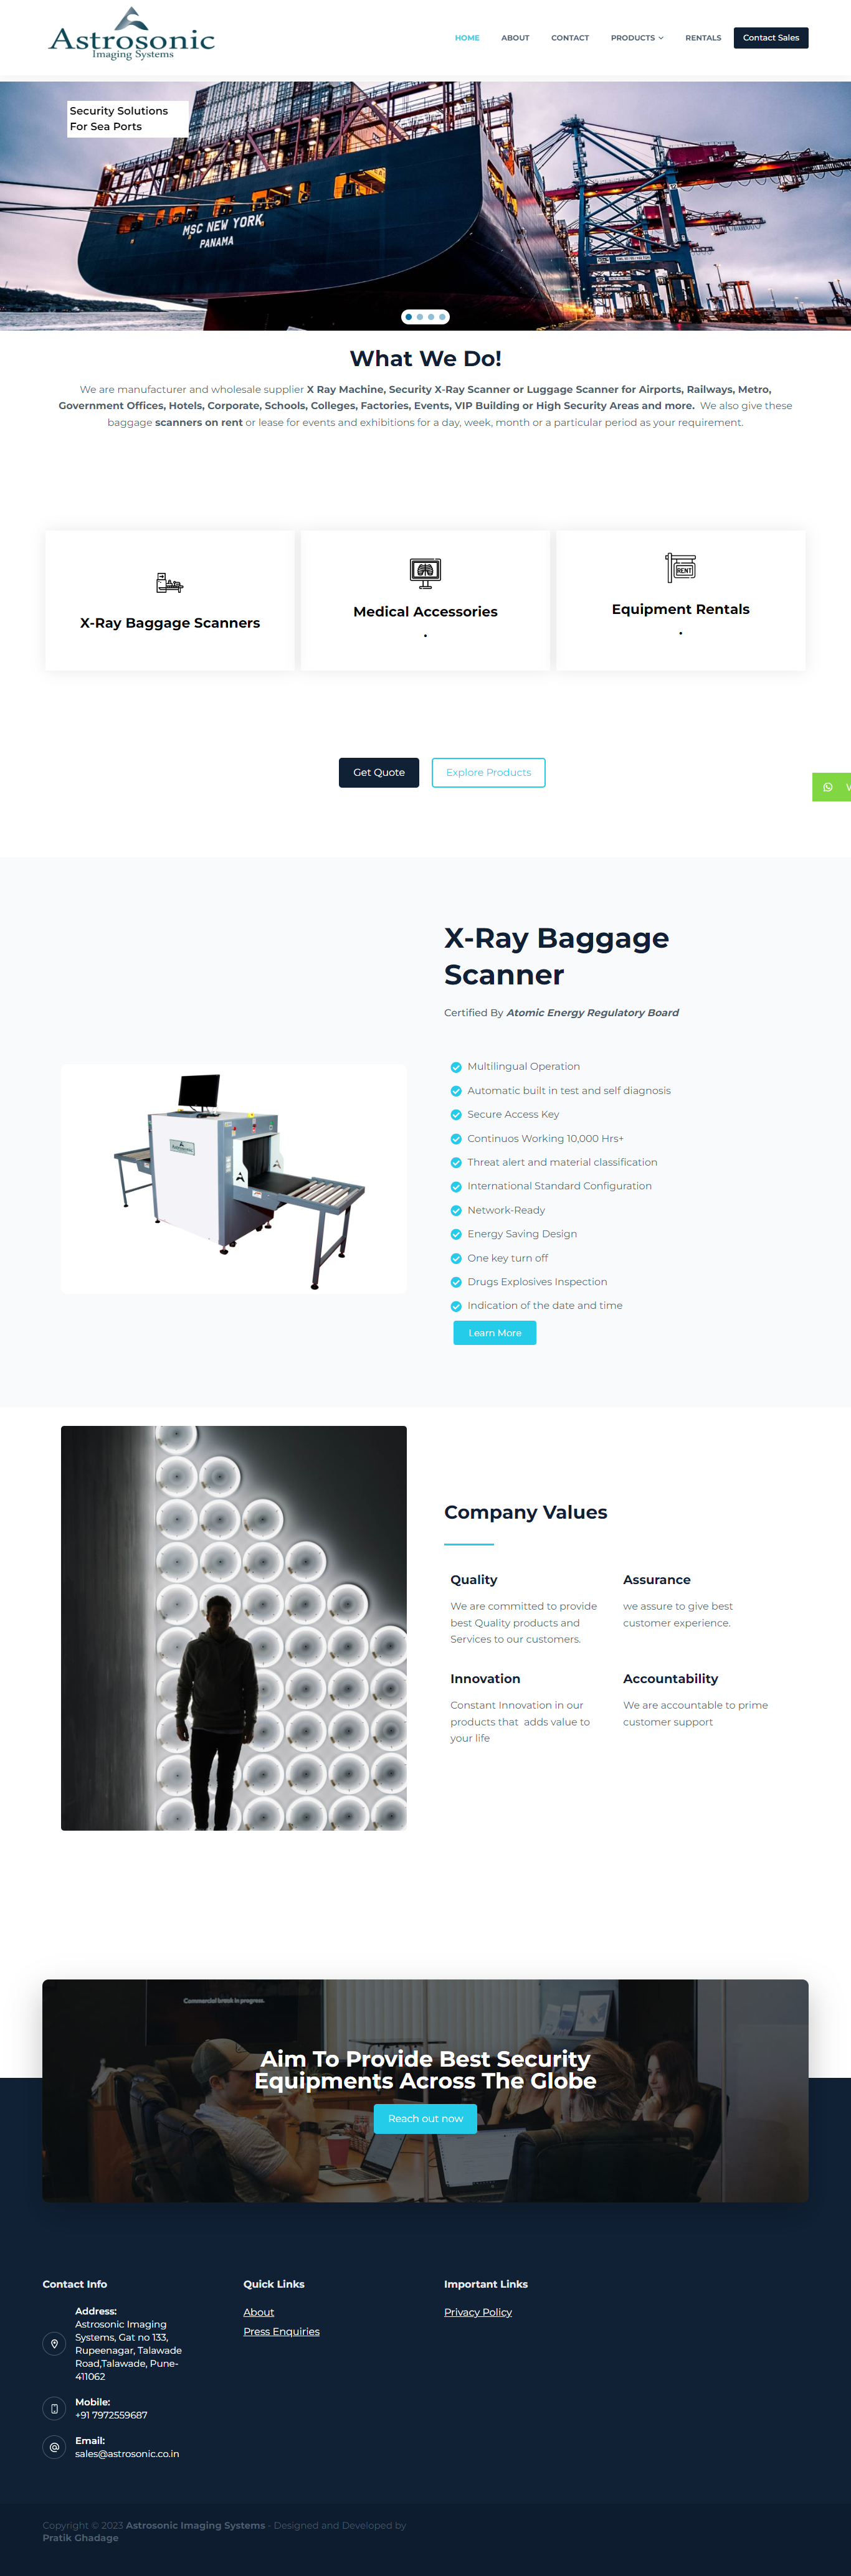 Astrosonic
Imaging Systems
HOME
ABOUT
CONTACT
PRODUCTS
RENTALS
Contact Sales
Security Solutions
For Sea Ports
MSC NEW YORK
PANAMA
What We Do!
We are manufacturer and wholesale supplier X Ray Machine, Security X-Ray Scanner or Luggage Scanner for Airports, Railways, Metro,
Government Offices, Hotels, Corporate, Schools, Colleges, Factories, Events, VIP Building or High Security Areas and more. We also give these
baggage scanners on rent or lease for events and exhibitions for a day, week, month or a particular period as your requirement.
X-Ray Baggage Scanners
Medical Accessories
.
RENT
Equipment Rentals
.
Get Quote
Explore Products
X-Ray Baggage
Scanner
Certified By Atomic Energy Regulatory Board
Multilingual Operation
Automatic built in test and self diagnosis
Secure Access Key
Continuos Working 10,000 Hrs+
Threat alert and material classification
International Standard Configuration
Network-Ready
Energy Saving Design
One key turn off
Drugs Explosives Inspection
Indication of the date and time
Learn More
Company Values
Quality
We are committed to provide
best Quality products and
Services to our customers.
Assurance
we assure to give best
customer experience.
Innovation
Constant Innovation in our
products that adds value to
your life
Accountability
We are accountable to prime
customer support
Commercial break in progress.
Aim To Provide Best Security
Equipments Across The Globe
Reach out now
Contact Info
Address:
Astrosonic Imaging
Systems, Gat no 133,
Rupeenagar, Talawade
Road,Talawade, Pune-
411062
Mobile:
+91 7972559687
Email:
sales@astrosonic.co.in
Quick Links
About
Press Enquiries
Important Links
Privacy Policy
Copyright © 2023 Astrosonic Imaging Systems - Designed and Developed by
Pratik Ghadage